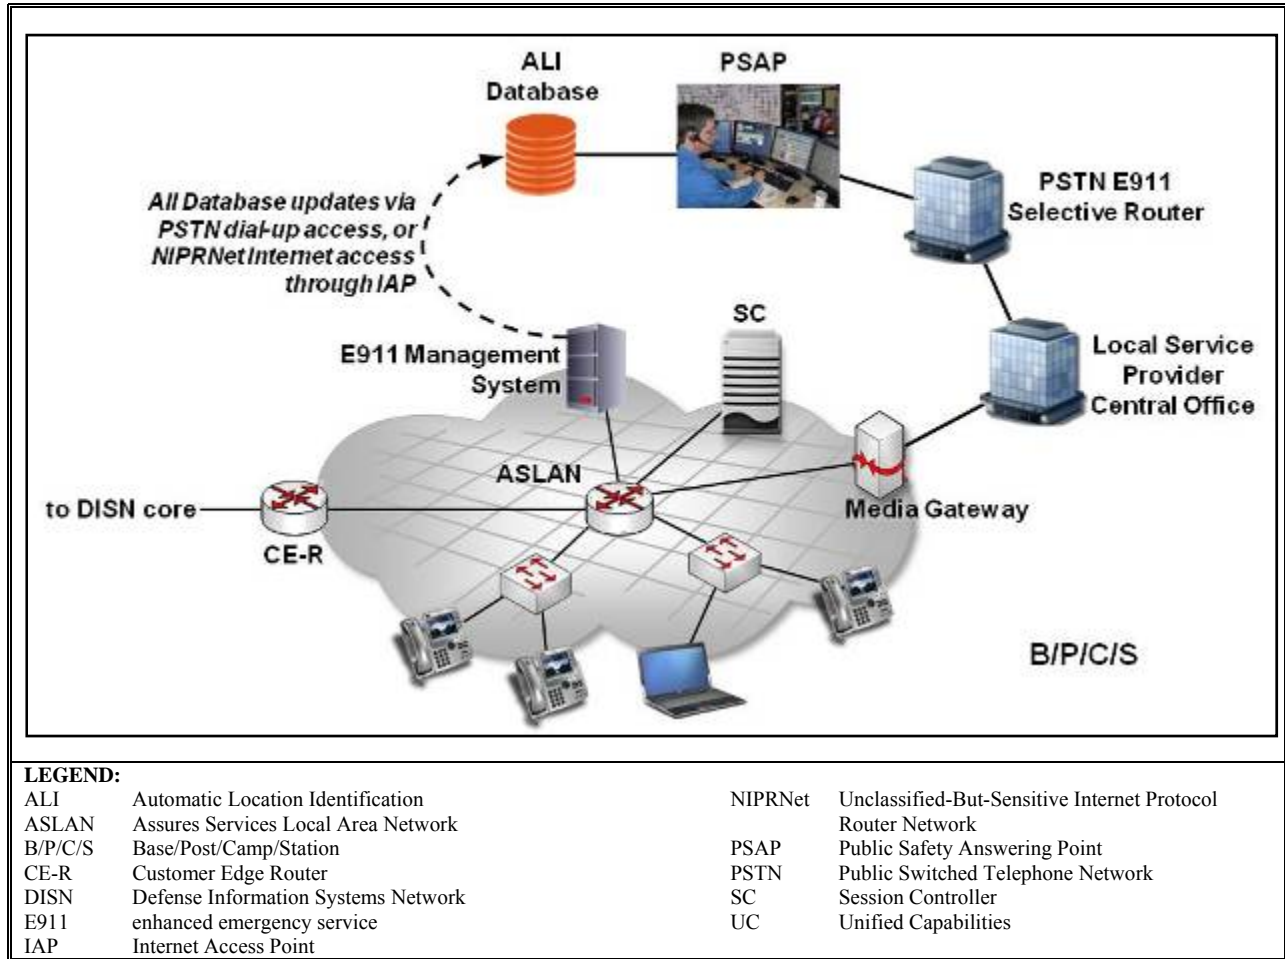 ALI
Database
PSAP
PSTN E911
Selective Router
All Database updates via
PSTN dial-up access, or
NIPRNet Internet access
through IAP
SC
E911 Management
System
Local Service
Provider
Central Office
ASLAN
to DISN core
CE-R
Media Gateway
B/P/C/S
LEGEND:
ALI Automatic Location Identification
ASLAN Assures Services Local Area Network
B/P/C/S Base/Post/Camp/Station
CE-R Customer Edge Router
DISN Defense Information Systems Network
E911 enhanced emergency service
IAP Internet Access Point
NIPRNet Unclassified-But-Sensitive Internet Protocol
Router Network
PSAP Public Safety Answering Point
PSTN Public Switched Telephone Network
SC Session Controller
UC Unified Capabilities